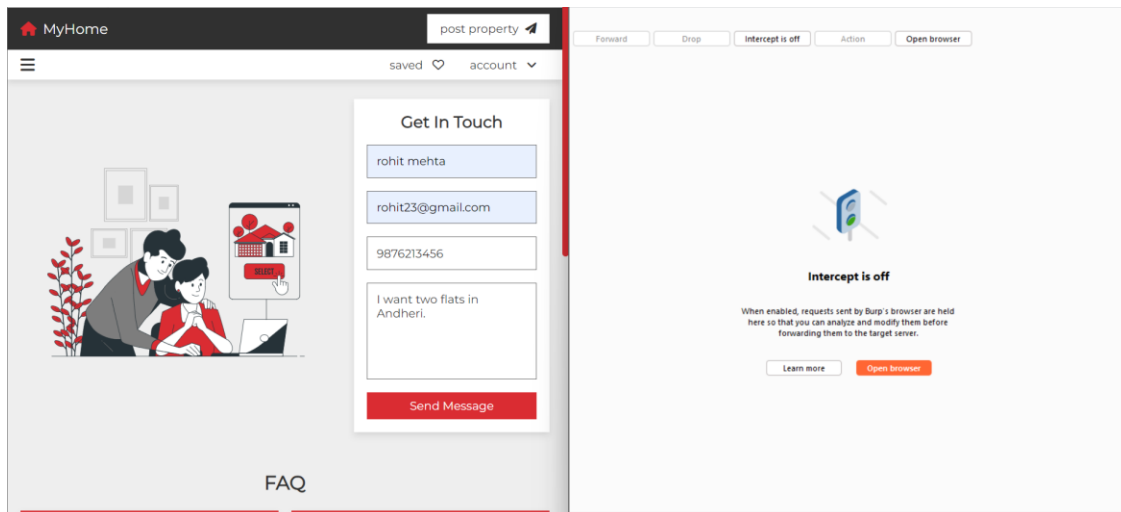 MyHome
post property
saved
account
Get In Touch
rohit mehta
rohit23@gmail.com
9876213456
I want two flats in
Andheri.
Send Message
SELECT
FAQ
Forward
Drop
Intercept is off
Action
Open browser
Intercept is off
When enabled, requests sent by Burp's browser are held
here so that you can analyze and modify them before
forwarding them to the target server.
Learn more
Open browser